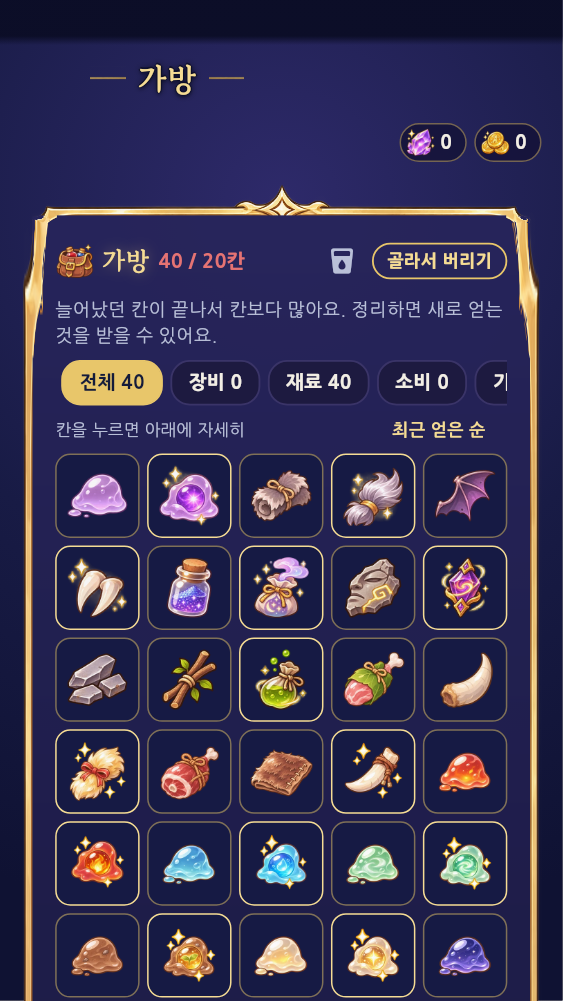 가방
0 0
가방 40 / 20칸 골라서 버리기
늘어났던 칸이 끝나서 칸보다 많아요. 정리하면 새로 얻는
것을 받을 수 있어요.
전체 40 장비 0 재료 40 소비 0
칸을 누르면 아래에 자세히 최근 얻은 순